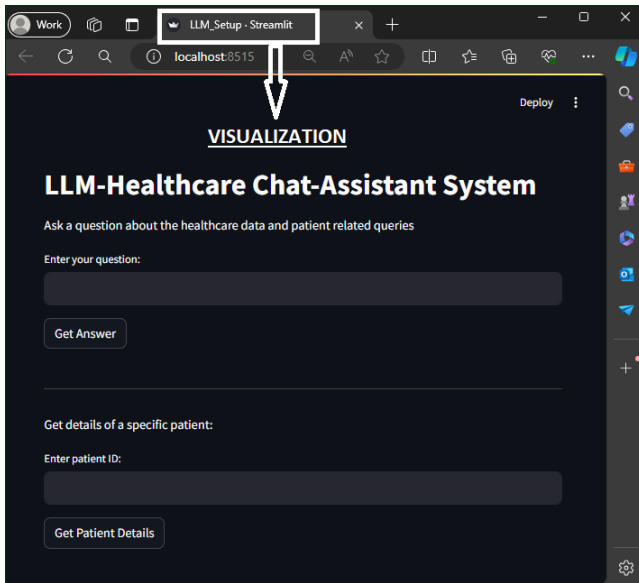 Work
LLM_Setup · Streamlit
localhost:8515
Deploy
VISUALIZATION
LLM-Healthcare Chat-Assistant System
Ask a question about the healthcare data and patient related queries
Enter your question:
Get Answer
Get details of a specific patient:
Enter patient ID:
Get Patient Details